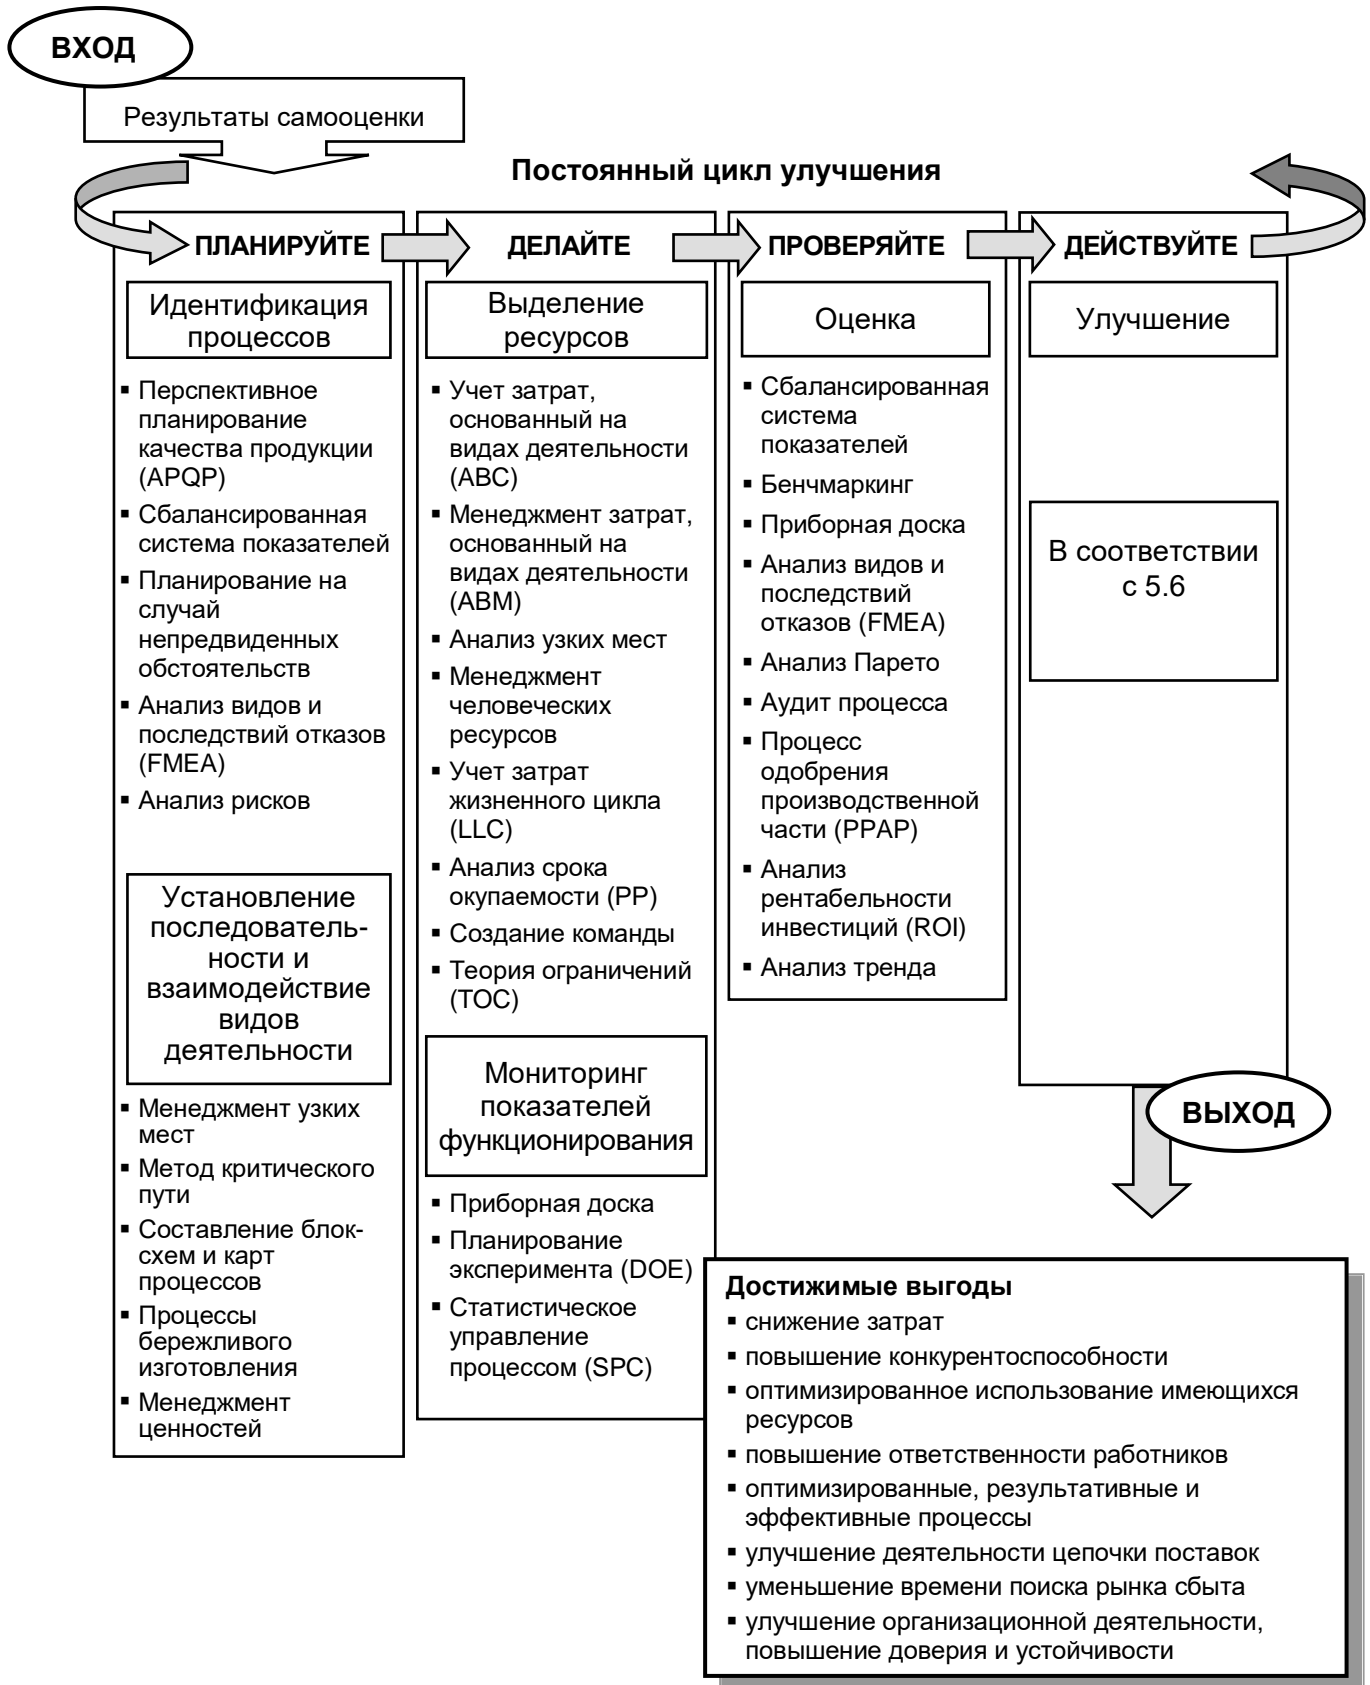 ВХОД
Результаты самооценки
Постоянный цикл улучшения
ПЛАНИРУЙТЕ
Идентификация
процессов
▪ Перспективное
планирование
качества продукции
(APQP)
▪ Сбалансированная
система показателей
▪ Планирование на
случай
непредвиденных
обстоятельств
▪ Анализ видов и
последствий отказов
(FMEA)
▪ Анализ рисков
Установление
последователь-
ности и
взаимодействие
видов
деятельности
▪ Менеджмент узких
мест
▪ Метод критического
пути
▪ Составление блок-
схем и карт
процессов
▪ Процессы
бережливого
изготовления
▪ Менеджмент
ценностей
ДЕЛАЙТЕ
Выделение
ресурсов
▪ Учет затрат,
основанный на
видах деятельности
(ABC)
▪ Менеджмент затрат,
основанный на
видах деятельности
(ABM)
▪ Анализ узких мест
▪ Менеджмент
человеческих
ресурсов
▪ Учет затрат
жизненного цикла
(LLC)
▪ Анализ срока
окупаемости (PP)
▪ Создание команды
▪ Теория ограничений
(TOC)
Мониторинг
показателей
функционирования
▪ Приборная доска
▪ Планирование
эксперимента (DOE)
▪ Статистическое
управление
процессом (SPC)
ПРОВЕРЯЙТЕ
Оценка
▪ Сбалансированная
система
показателей
▪ Бенчмаркинг
▪ Приборная доска
▪ Анализ видов и
последствий
отказов (FMEA)
▪ Анализ Парето
▪ Аудит процесса
▪ Процесс
одобрения
производственной
части (PPAP)
▪ Анализ
рентабельности
инвестиций (ROI)
▪ Анализ тренда
ДЕЙСТВУЙТЕ
Улучшение
В соответствии
с 5.6
ВЫХОД
Достижимые выгоды
▪ снижение затрат
▪ повышение конкурентоспособности
▪ оптимизированное использование имеющихся
ресурсов
▪ повышение ответственности работников
▪ оптимизированные, результативные и
эффективные процессы
▪ улучшение деятельности цепочки поставок
▪ уменьшение времени поиска рынка сбыта
▪ улучшение организационной деятельности,
повышение доверия и устойчивости